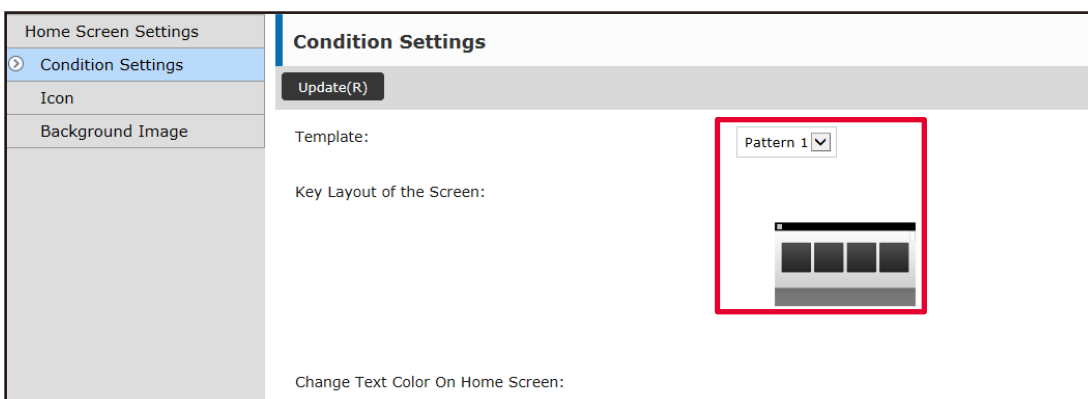 Home Screen Settings
Condition Settings
Icon
Background Image
Condition Settings
Update(R)
Template:
Pattern 1
Key Layout of the Screen:
Change Text Color On Home Screen: